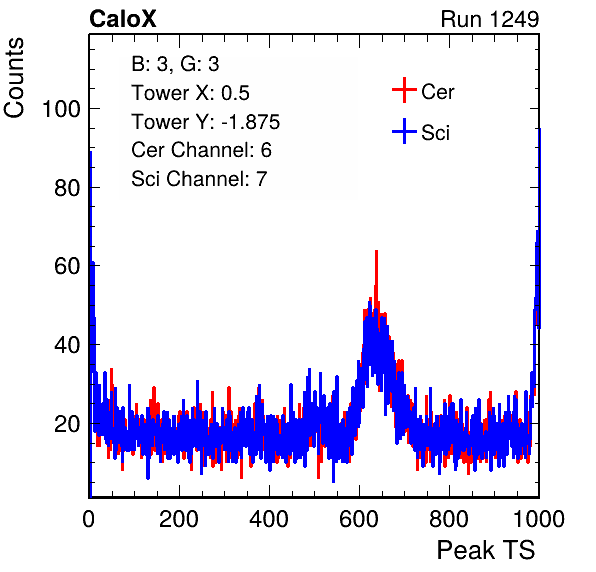 CaloX Run 1249
B: 3, G: 3
Tower X: 0.5
Tower Y: -1.875
Cer Channel: 6
Sci Channel: 7
Cer
Sci
Counts
100
80
60
40
20
0 200 400 600 800 1000
Peak TS